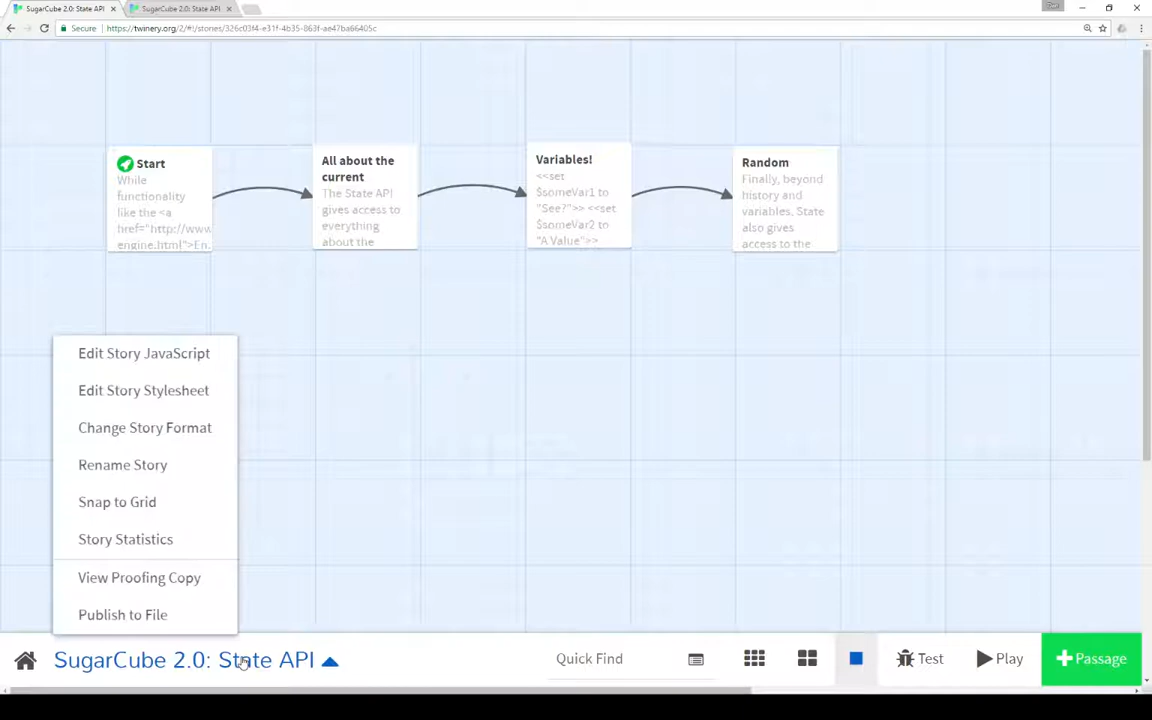 SugarCube 2.0: State API
SugarCube 2.0: State API
Secure
https://twinery.org/2/#!/stories/326c03f4-e31f-4b35-863f-ae47ba66405c
Start
While
functionality
like the <a
href="http://www
engine.html">En.
All about the
current
The State API
gives access to
everything
about the
Variables!
<<set
$someVar1 to
"See?">> <<set
$someVar2 to
"A Value">>
Random
Finally, beyond
history and
variables, State
also gives
access to the
Edit Story JavaScript
Edit Story Stylesheet
Change Story Format
Rename Story
Snap to Grid
Story Statistics
View Proofing Copy
Publish to File
SugarCube 2.0: State API
Quick Find
Test
Play
Passage